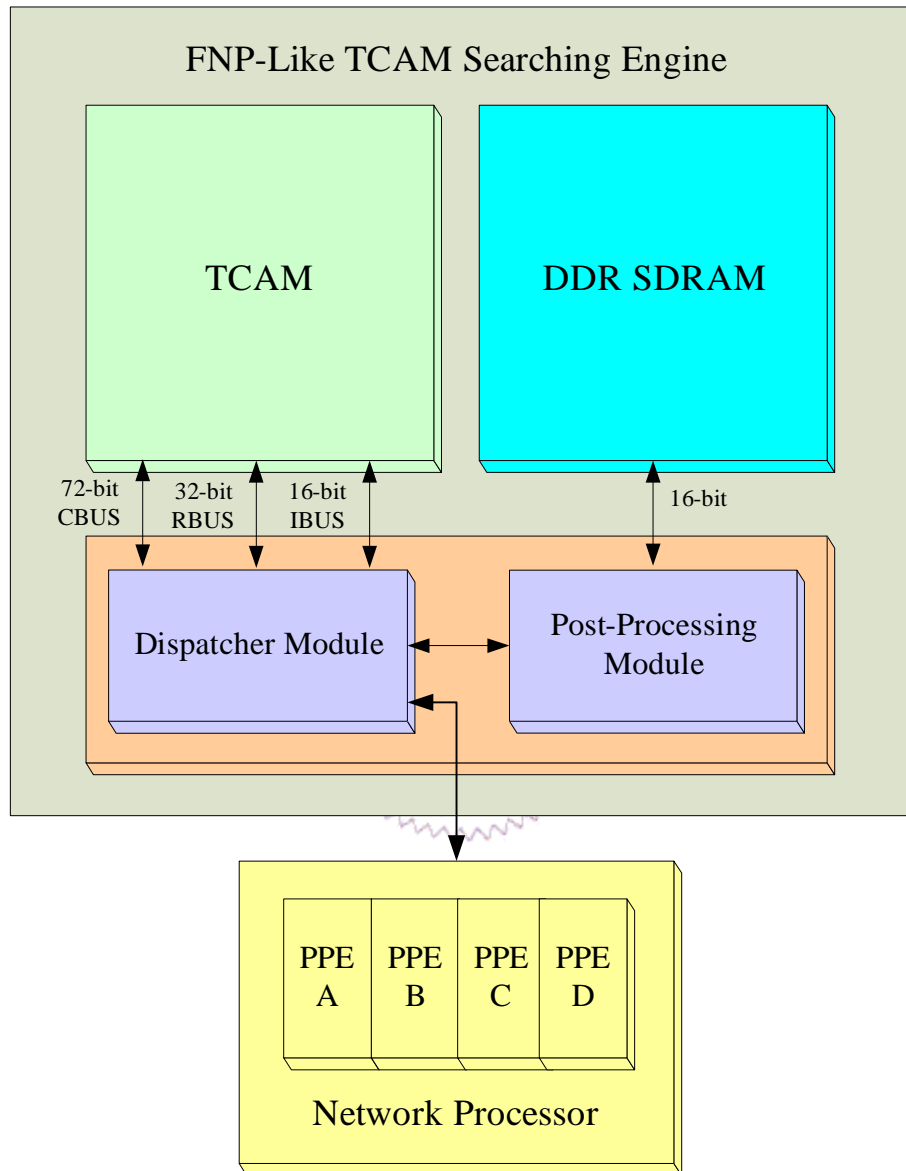 FNP-Like TCAM Searching Engine
TCAM
DDR SDRAM
72-bit
CBUS
32-bit
RBUS
16-bit
IBUS
16-bit
Dispatcher Module
Post-Processing
Module
PPE
A
PPE
B
PPE
C
PPE
D
Network Processor